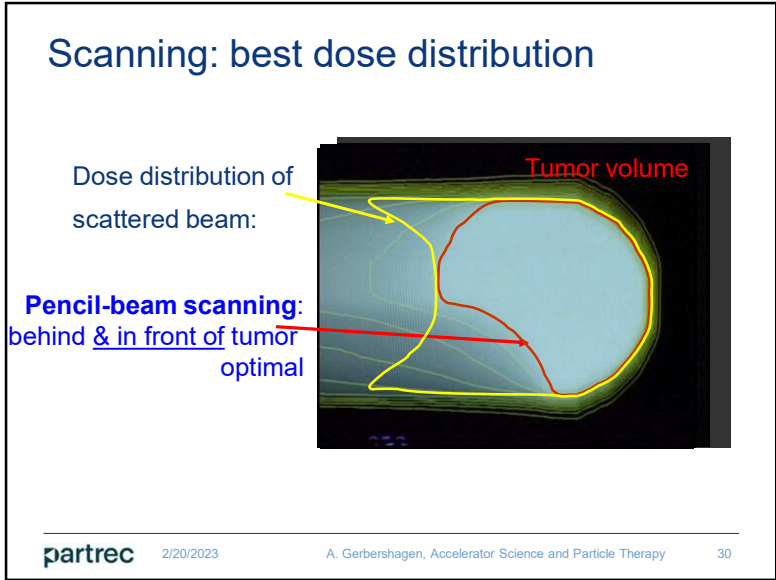 Scanning: best dose distribution
Tumor volume
Dose distribution of
scattered beam:
Pencil-beam scanning:
behind & in front of tumor
optimal
partrec
2/20/2023
A. Gerbershagen, Accelerator Science and Particle Therapy
30